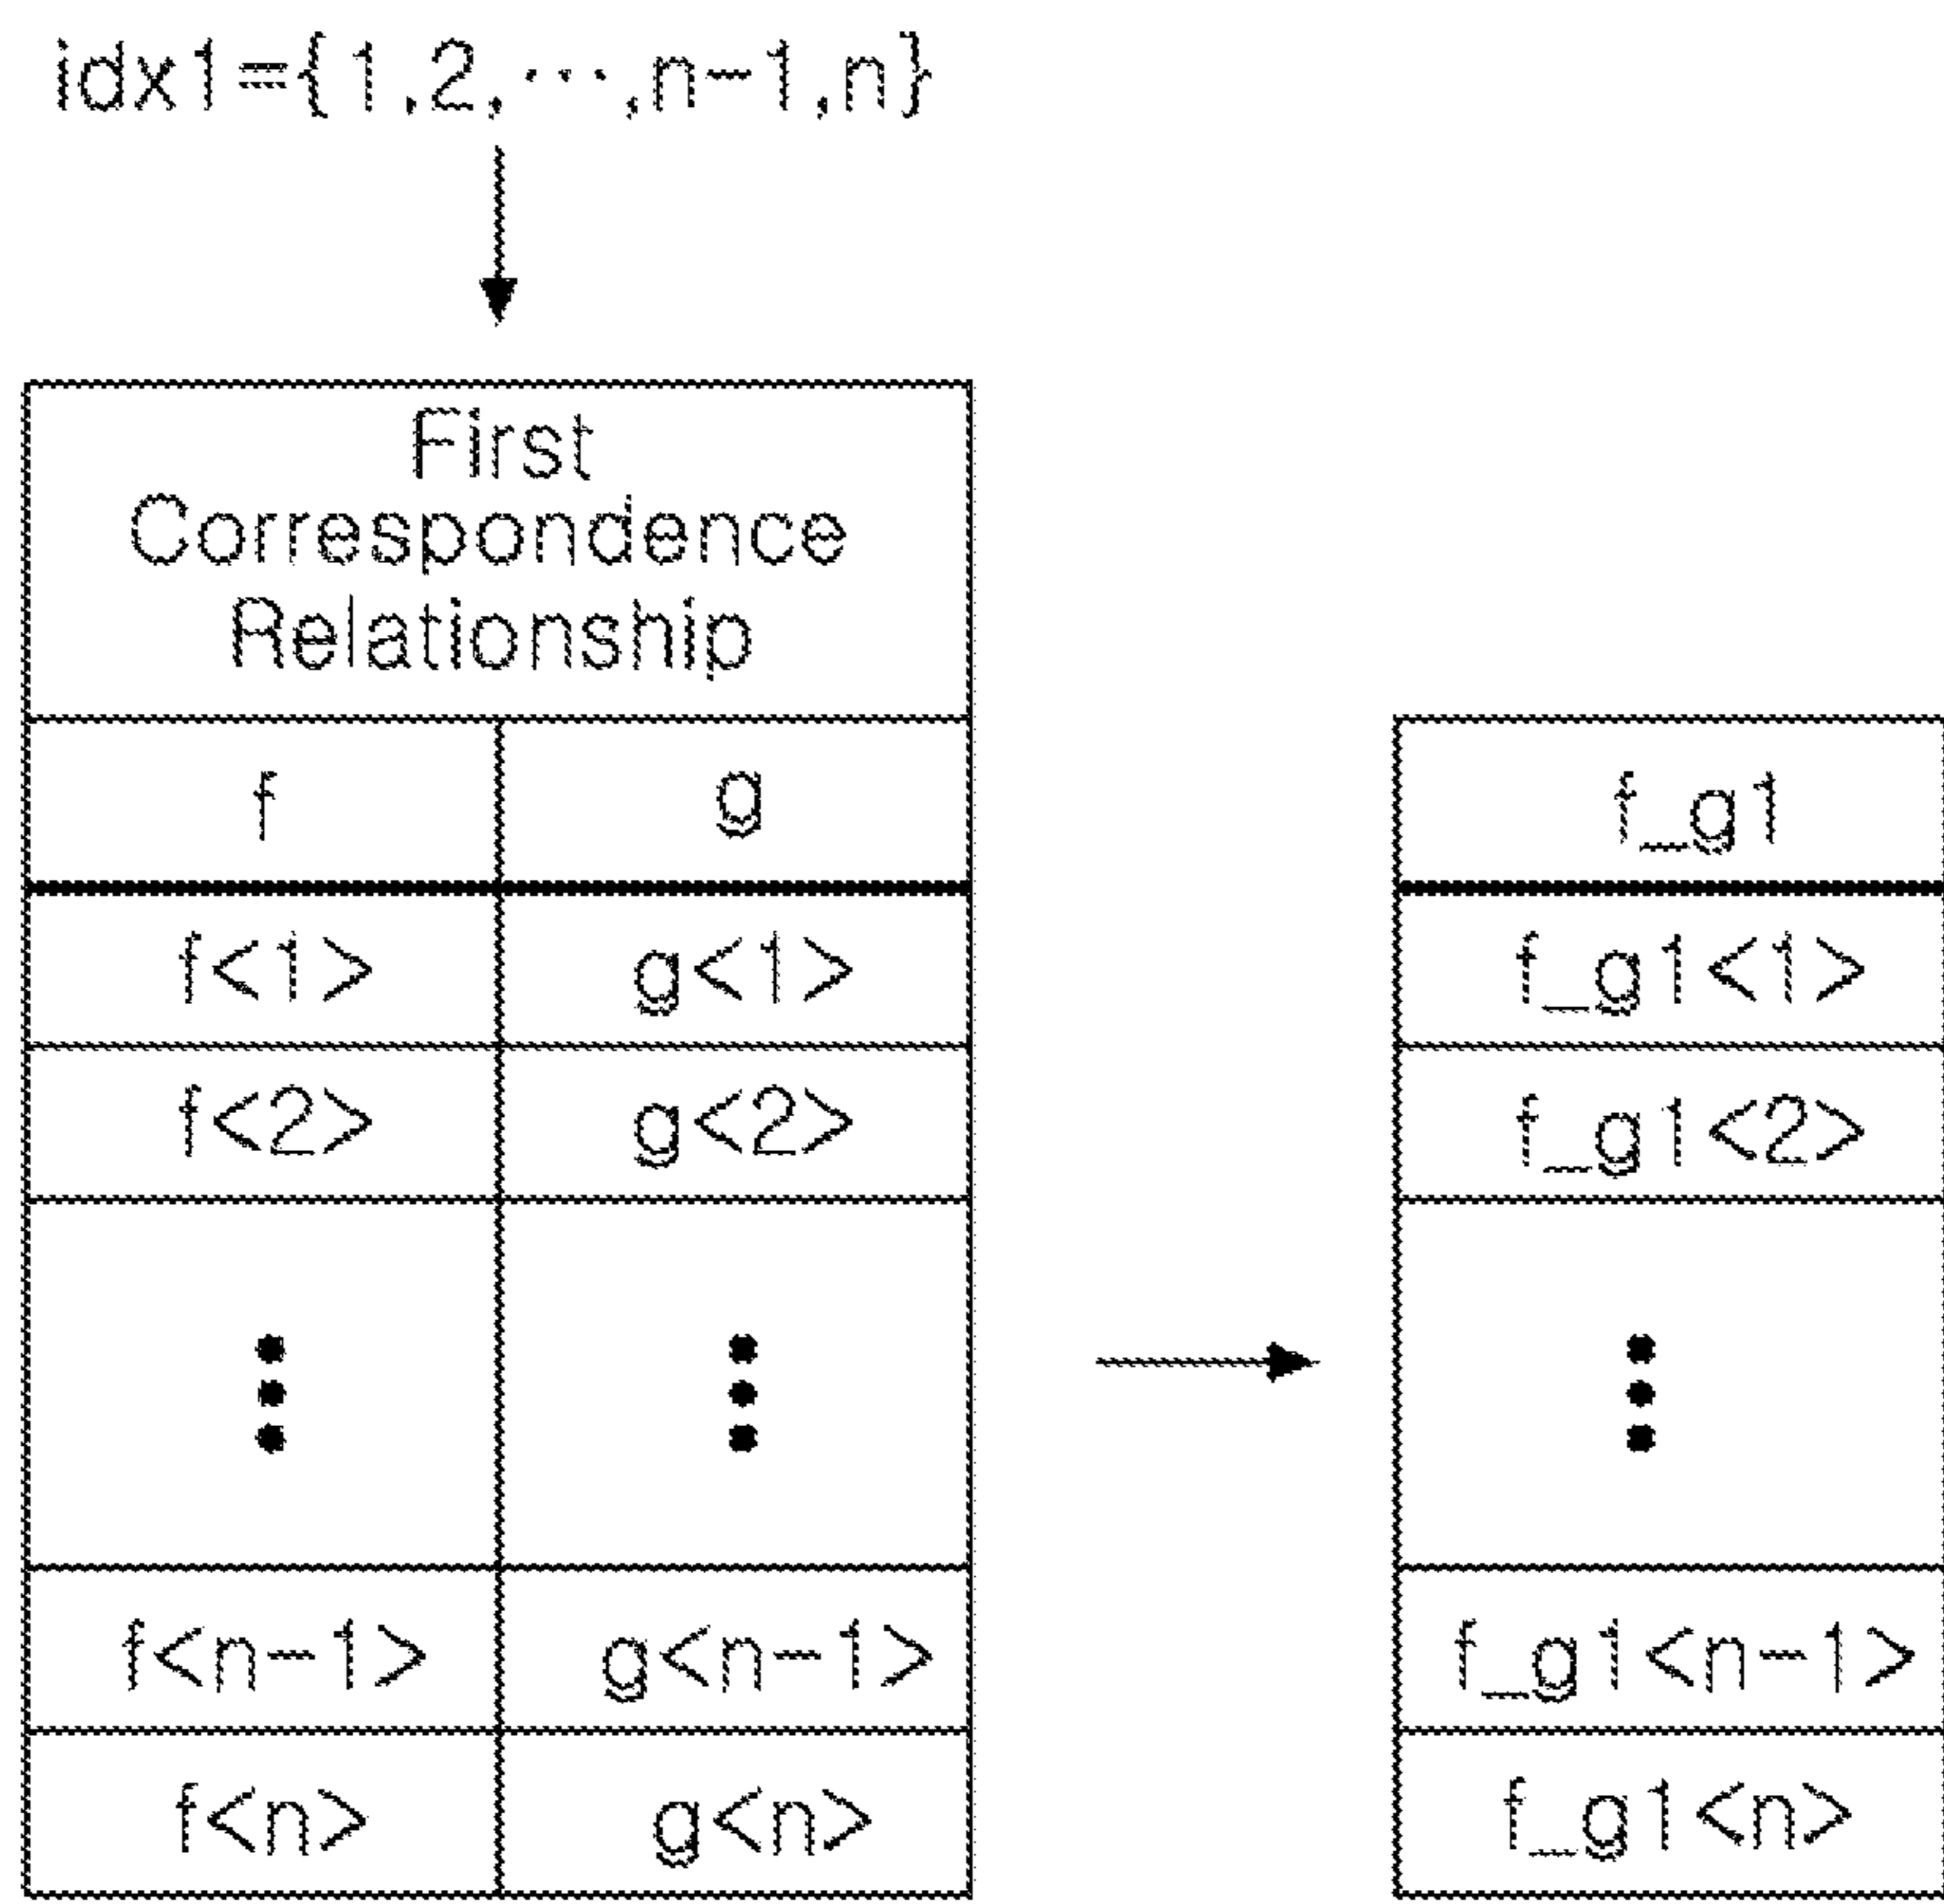 idx1={1,2,···,n-1,n}
First
Correspondence
Relationship
f g
f<1> g<1>
f<2> g<2>
f<n-1> g<n-1>
f<n> g<n>
f_g1
f_g1<1>
f_g1<2>
f_g1<n-1>
f_g1<n>